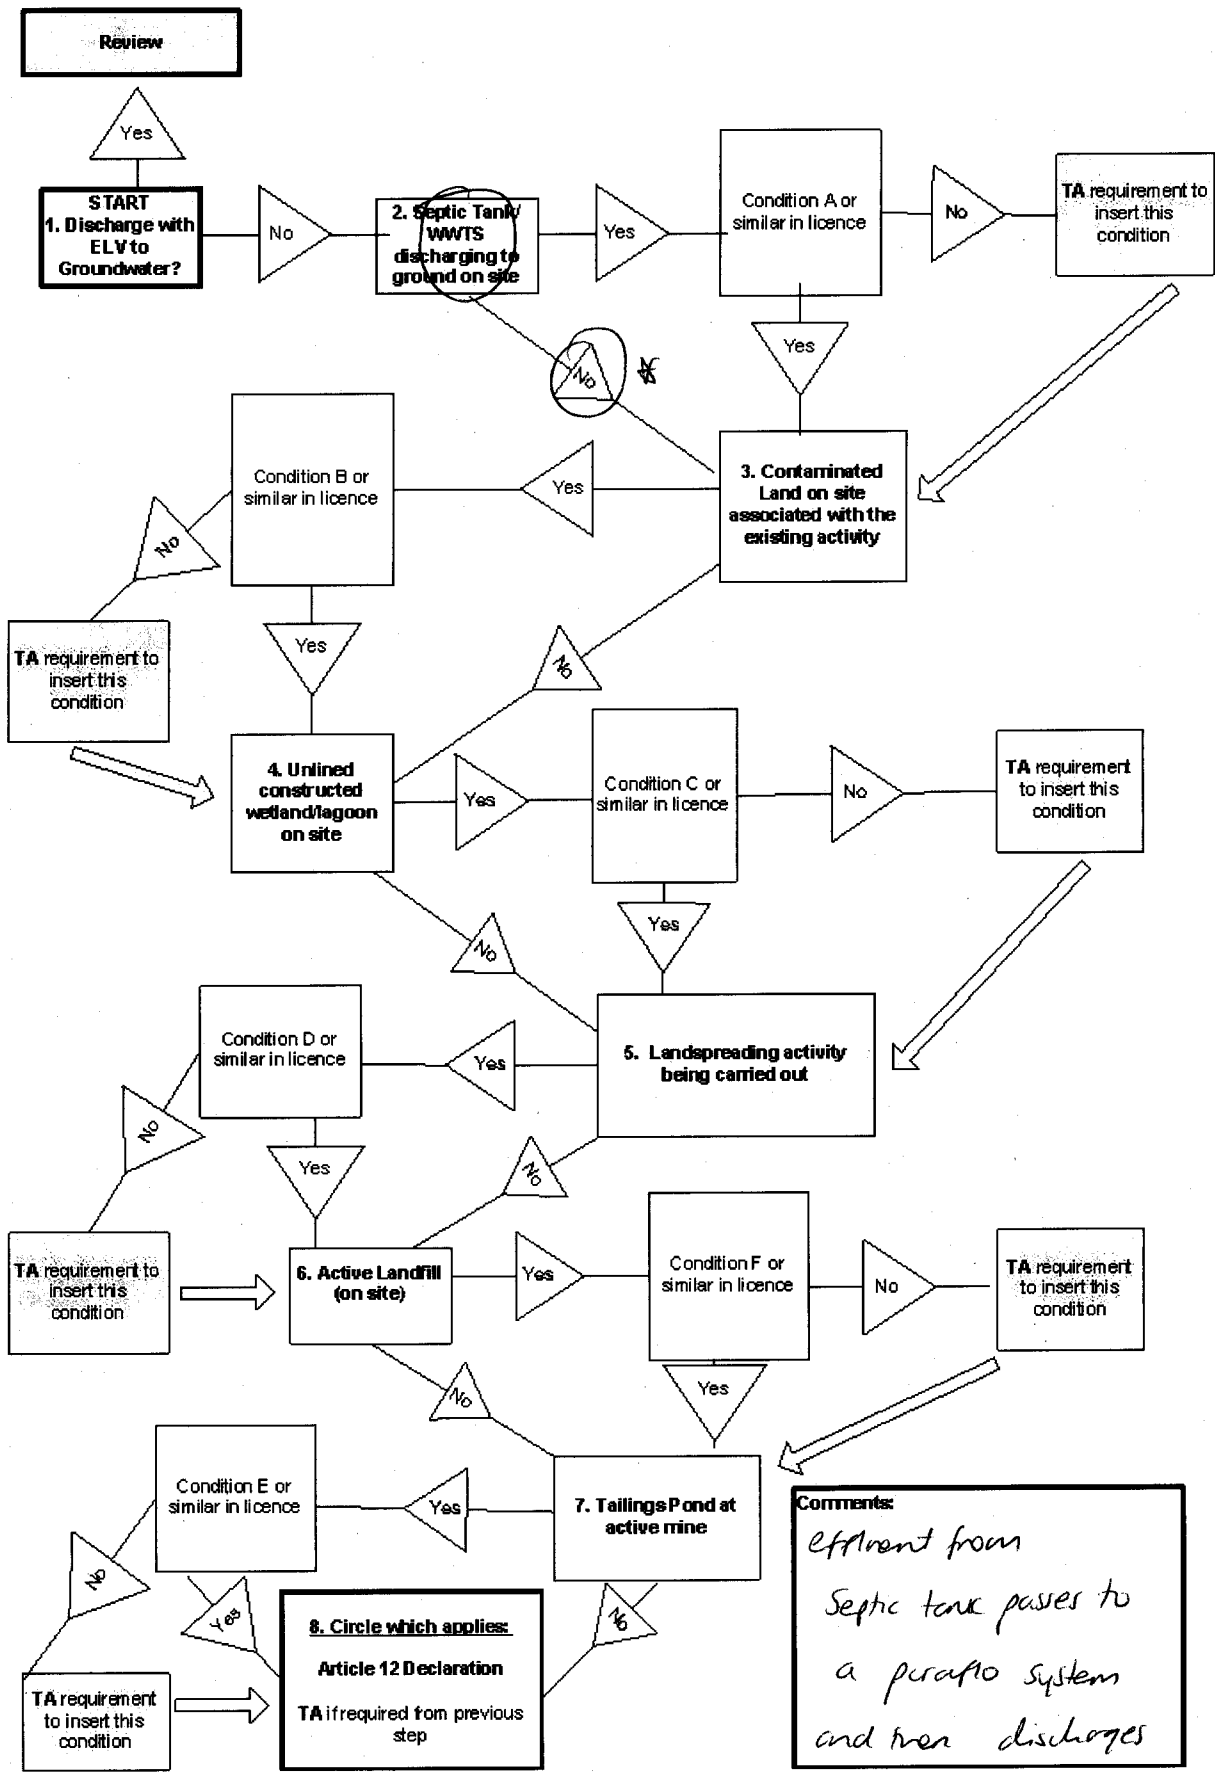 Review
Yes
START
1. Discharge with
ELV to
Groundwater?
No
2. Septic Tank/
WWTS
discharging to
ground on site
Yes
Condition A or
similar in licence
No
TA requirement to
insert this
condition
Yes
No
3. Contaminated
Land on site
associated with the
existing activity
Yes
Condition B or
similar in licence
No
TA requirement to
insert this
condition
Yes
No
4. Unlined
constructed
wetland/lagoon
on site
Yes
Condition C or
similar in licence
No
TA requirement
to insert this
condition
Yes
No
5. Landspreading activity
being carried out
Yes
Condition D or
similar in licence
No
TA requirement to
insert this
condition
Yes
No
6. Active Landfill
(on site)
Yes
Condition F or
similar in licence
No
TA requirement
to insert this
condition
Yes
No
7. Tailings Pond at
active mine
Yes
Condition E or
similar in licence
No
TA requirement
to insert this
condition
Yes
No
8. Circle which applies:
Article 12 Declaration
TA if required from previous
step
Comments:
effluent from
Septic tank passes to
a puraflo system
and then discharges